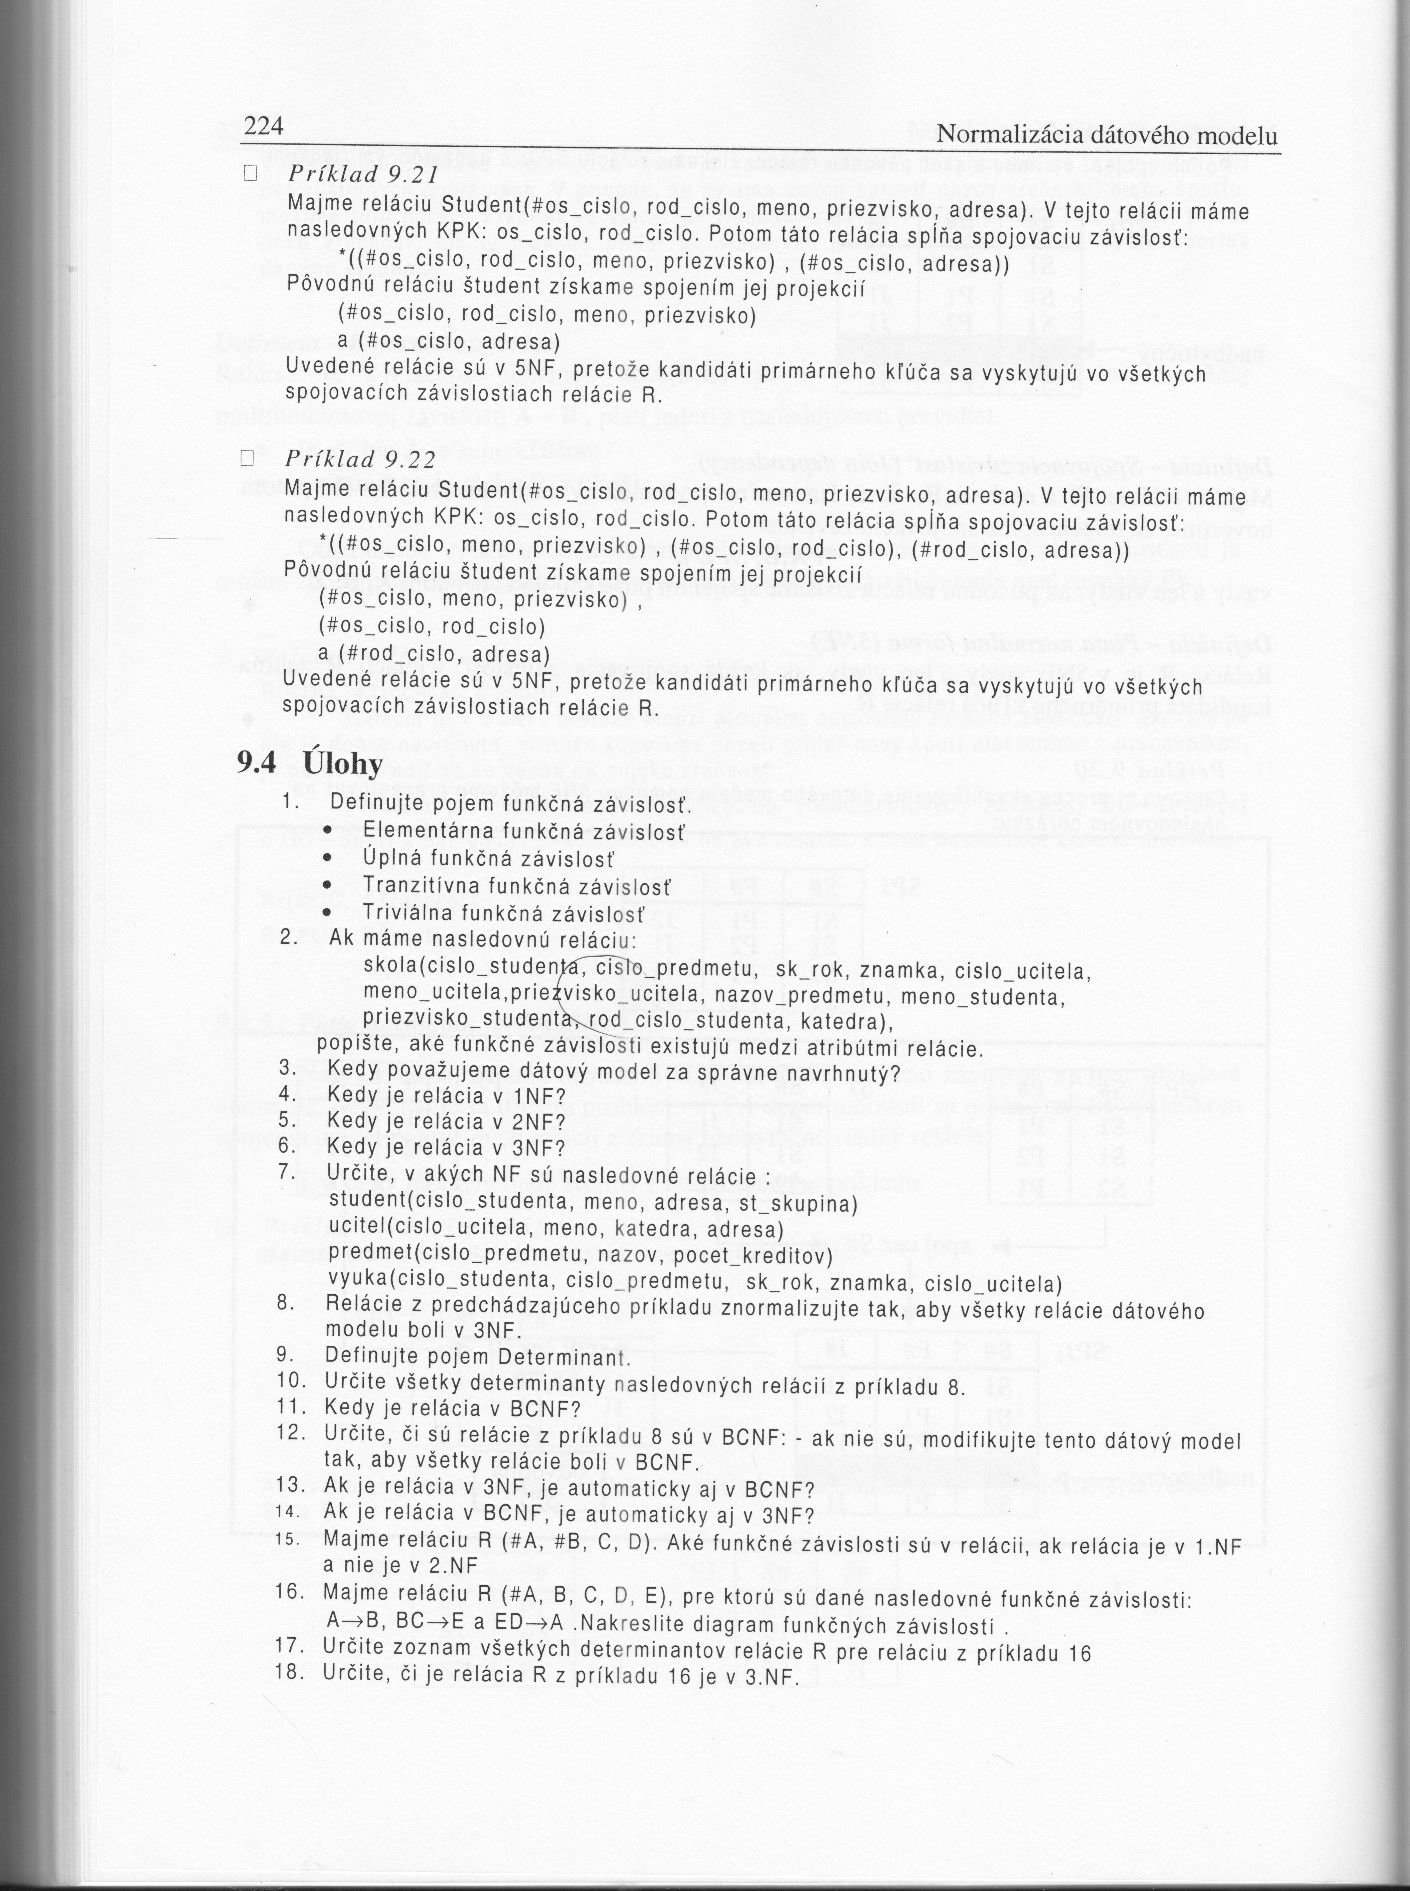 224
Normalizácia dátového modelu
□ Príklad 9.21
Majme reláciu Student(#os_cislo, rod_cislo, meno, priezvisko, adresa). V tejto relácii máme
nasledovných KPK: os_cislo, rod_cislo. Potom táto relácia spĺňa spojovaciu závislosť:
*((#os_cislo, rod_cislo, meno, priezvisko) , (#os_cislo, adresa))
Pôvodnú reláciu študent získame spojením jej projekcií
(#os_cislo, rod_cislo, meno, priezvisko)
a (#os_cislo, adresa)
Uvedené relácie sú v 5NF, pretože kandidáti primárneho kľúča sa vyskytujú vo všetkých
spojovacích závislostiach relácie R.
□ Príklad 9.22
Majme reláciu Student(#os_cislo, rod_cislo, meno, priezvisko, adresa). V tejto relácii máme
nasledovných KPK: os_cislo, rod_cislo. Potom táto relácia spĺňa spojovaciu závislosť:
*((#os_cislo, meno, priezvisko) , (#os_cislo, rod_cislo), (#rod_cislo, adresa))
Pôvodnú reláciu študent získame spojením jej projekcií
(#os_cislo, meno, priezvisko) ,
(#os_cislo, rod_cislo)
a (#rod_cislo, adresa)
Uvedené relácie sú v 5NF, pretože kandidáti primárneho kľúča sa vyskytujú vo všetkých
spojovacích závislostiach relácie R.
9.4 Úlohy
1. Definujte pojem funkčná závislosť.
• Elementárna funkčná závislosť
• Úplná funkčná závislosť
• Tranzitívna funkčná závislosť
• Triviálna funkčná závislosť
2. Ak máme nasledovnú reláciu:
skola(cislo_studenta, cislo_predmetu, sk_rok, znamka, cislo_ucitela,
meno_ucitela,priezvisko_ucitela, nazov_predmetu, meno_studenta,
priezvisko_studenta, rod_cislo_studenta, katedra),
popíšte, aké funkčné závislosti existujú medzi atribútmi relácie.
3. Kedy považujeme dátový model za správne navrhnutý?
4. Kedy je relácia v 1NF?
5. Kedy je relácia v 2NF?
6. Kedy je relácia v 3NF?
7. Určite, v akých NF sú nasledovné relácie :
student(cislo_studenta, meno, adresa, st_skupina)
ucitel(cislo_ucitela, meno, katedra, adresa)
predmet(cislo_predmetu, nazov, pocet_kreditov)
vyuka(cislo_studenta, cislo_predmetu, sk_rok, znamka, cislo_ucitela)
8. Relácie z predchádzajúceho príkladu znormalizujte tak, aby všetky relácie dátového
modelu boli v 3NF.
9. Definujte pojem Determinant.
10. Určite všetky determinanty nasledovných relácií z príkladu 8.
11. Kedy je relácia v BCNF?
12. Určite, či sú relácie z príkladu 8 sú v BCNF: - ak nie sú, modifikujte tento dátový model
tak, aby všetky relácie boli v BCNF.
13. Ak je relácia v 3NF, je automaticky aj v BCNF?
14. Ak je relácia v BCNF, je automaticky aj v 3NF?
15. Majme reláciu R (#A, #B, C, D). Aké funkčné závislosti sú v relácii, ak relácia je v 1.NF
a nie je v 2.NF
16. Majme reláciu R (#A, B, C, D, E), pre ktorú sú dané nasledovné funkčné závislosti:
A→B, BC→E a ED→A .Nakreslite diagram funkčných závislostí .
17. Určite zoznam všetkých determinantov relácie R pre reláciu z príkladu 16
18. Určite, či je relácia R z príkladu 16 je v 3.NF.